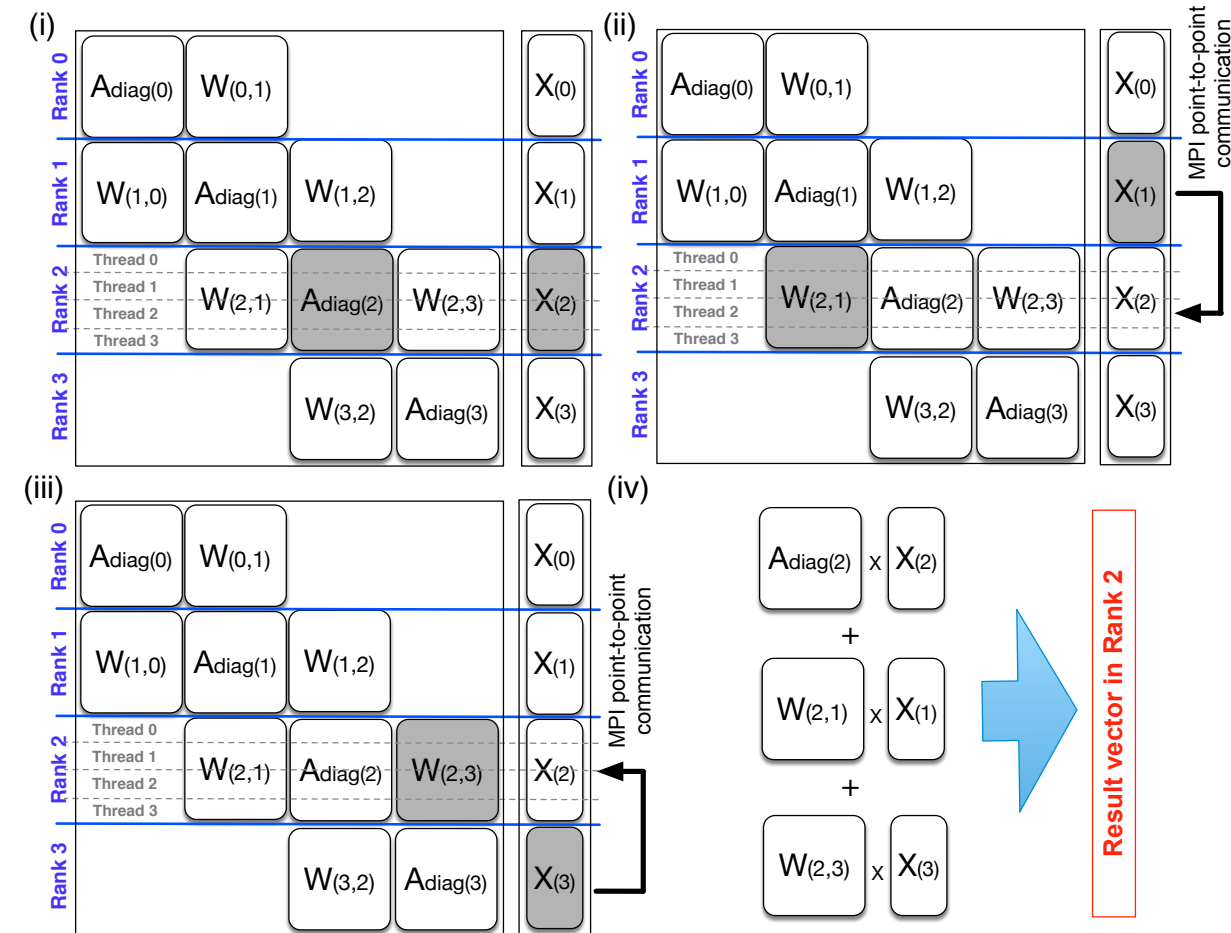 (i)
Rank 0
Adiag(0) W(0,1) X(0)
Rank 1
W(1,0) Adiag(1) W(1,2) X(1)
Rank 2
Thread 0
Thread 1
Thread 2
Thread 3
W(2,1) Adiag(2) W(2,3) X(2)
Rank 3
W(3,2) Adiag(3) X(3)
(ii)
Rank 0
Adiag(0) W(0,1) X(0)
Rank 1
W(1,0) Adiag(1) W(1,2) X(1)
Rank 2
Thread 0
Thread 1
Thread 2
Thread 3
W(2,1) Adiag(2) W(2,3) X(2)
Rank 3
W(3,2) Adiag(3) X(3)
MPI point-to-point
communication
(iii)
Rank 0
Adiag(0) W(0,1) X(0)
Rank 1
W(1,0) Adiag(1) W(1,2) X(1)
Rank 2
Thread 0
Thread 1
Thread 2
Thread 3
W(2,1) Adiag(2) W(2,3) X(2)
Rank 3
W(3,2) Adiag(3) X(3)
MPI point-to-point
communication
(iv)
Adiag(2) x X(2)
+
W(2,1) x X(1)
+
W(2,3) x X(3)
Result vector in Rank 2